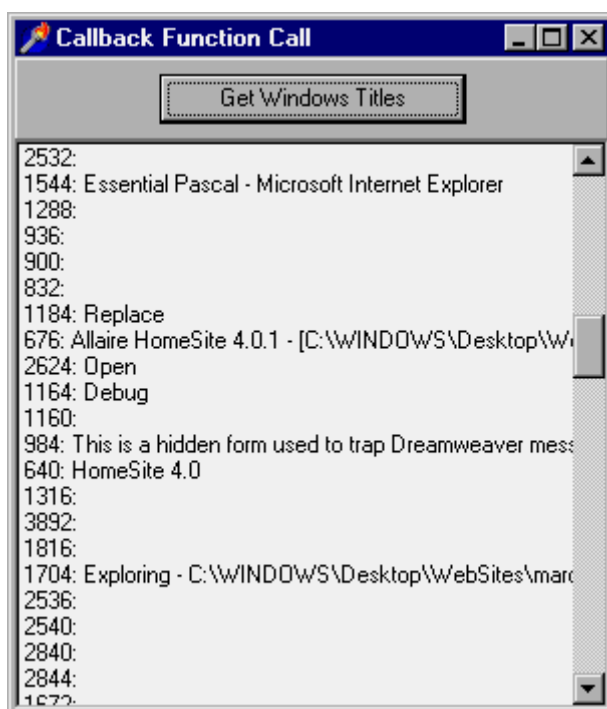 Callback Function Call
Get Windows Titles
2532:
1544: Essential Pascal - Microsoft Internet Explorer
1288:
936:
900:
832:
1184: Replace
676: Allaire HomeSite 4.0.1 - [C:\WINDOWS\Desktop\We
2624: Open
1164: Debug
1160:
984: This is a hidden form used to trap Dreamweaver mess
640: HomeSite 4.0
1316:
3892:
1816:
1704: Exploring - C:\WINDOWS\Desktop\WebSites\marc
2536:
2540:
2840:
2844:
1672: